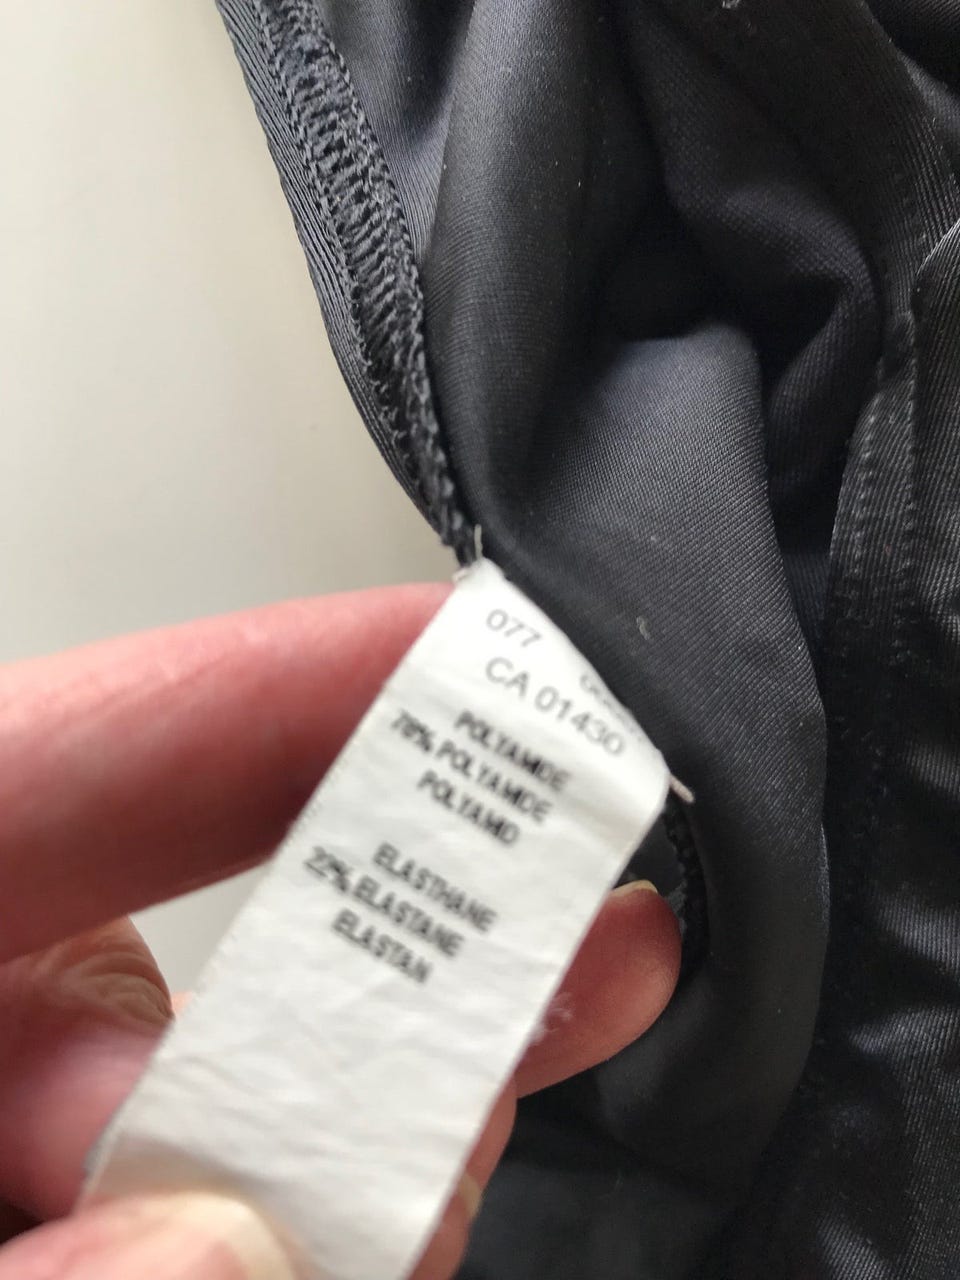 077
CA 01430
POLYAMIDE
78% POLYAMIDE
POLYAMID
ELASTHANE
22% ELASTANE
ELASTAN